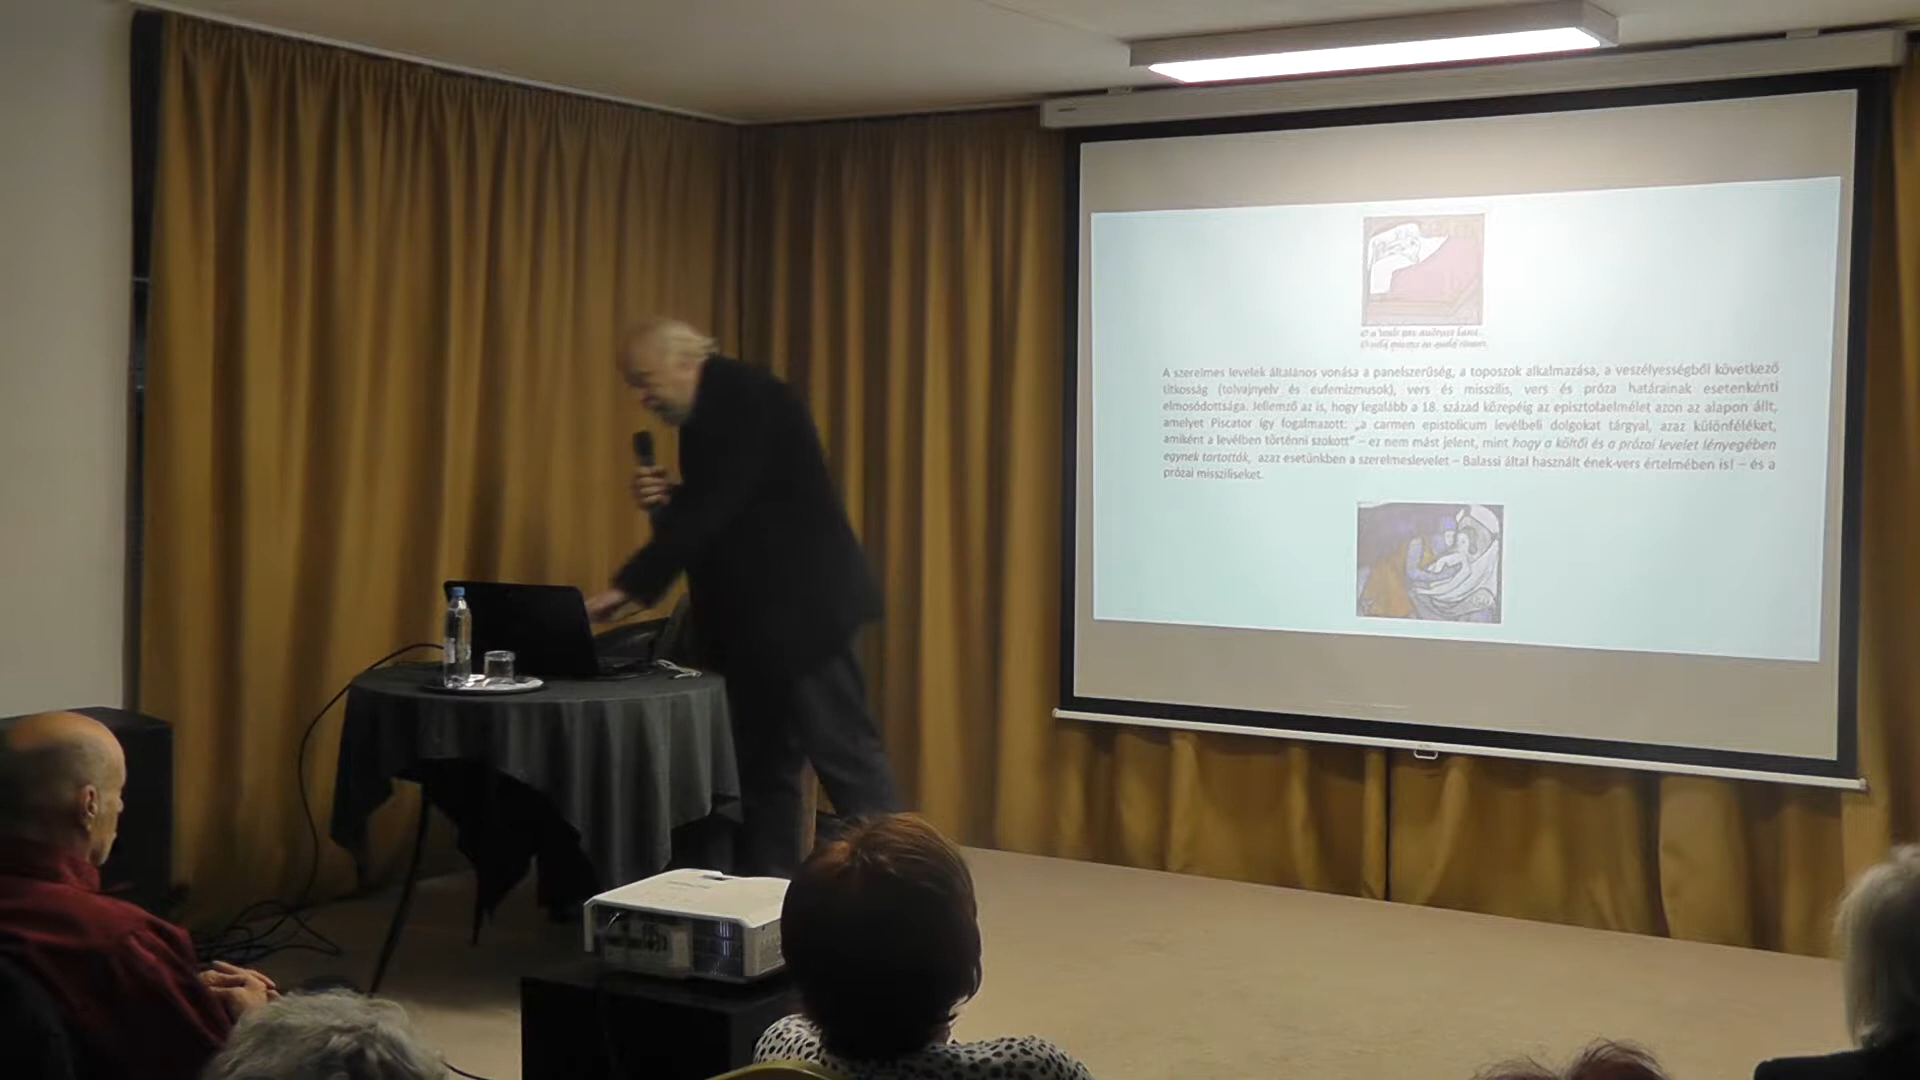 A szerelmes levelek általános vonása a panelszerűség, a toposzok alkalmazása, a veszélyességből következő
titkosság (tolvajnyelv és eufemizmusok), vers és misszilis, vers és próza határainak esetenkénti
elmosódottsága. Jellemző az is, hogy legalább a 18. század közepéig az episztolaelmélet azon az alapon állt,
amelyet Piscator így fogalmazott: „a carmen epistolicum levélbeli dolgokat tárgyal, azaz különféléket,
amiként a levélben történni szokott” – ez nem mást jelent, mint hogy a költői és a prózai levelet lényegében
egynek tartották, azaz esetünkben a szerelmeslevelet – Balassi által használt ének-vers értelmében is! – és a
prózai missziliseket.